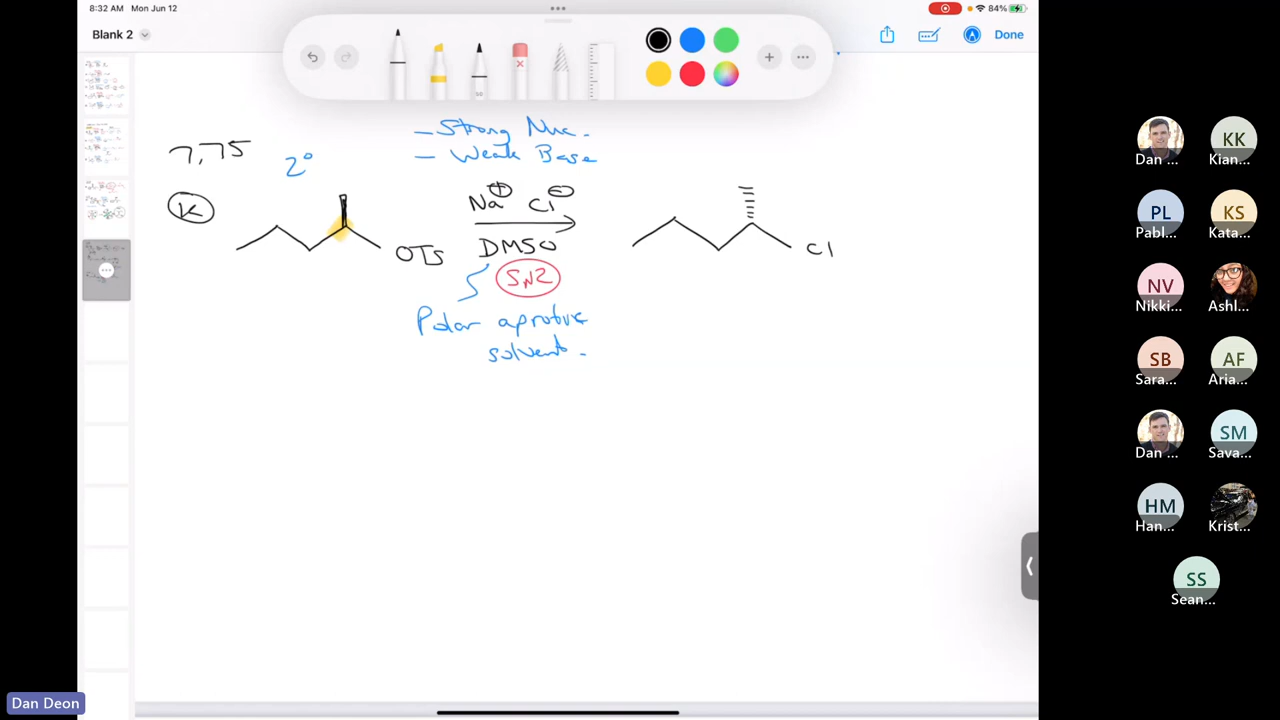 8:32 AM Mon Jun 12
84%
Blank 2
Done
7.75
2°
- Strong Nuc.
- Weak Base
K
Na⊕ Cl⊖
DMSO
OTs
SN2
Cl
Polar aprotic
solvent.
Dan ...
KK
Kian...
PL
Pabl...
KS
Kata...
NV
Nikki...
Ashl...
SB
Sara...
AF
Aria...
Dan ...
SM
Sava...
HM
Han...
Krist...
SS
Sean...
Dan Deon